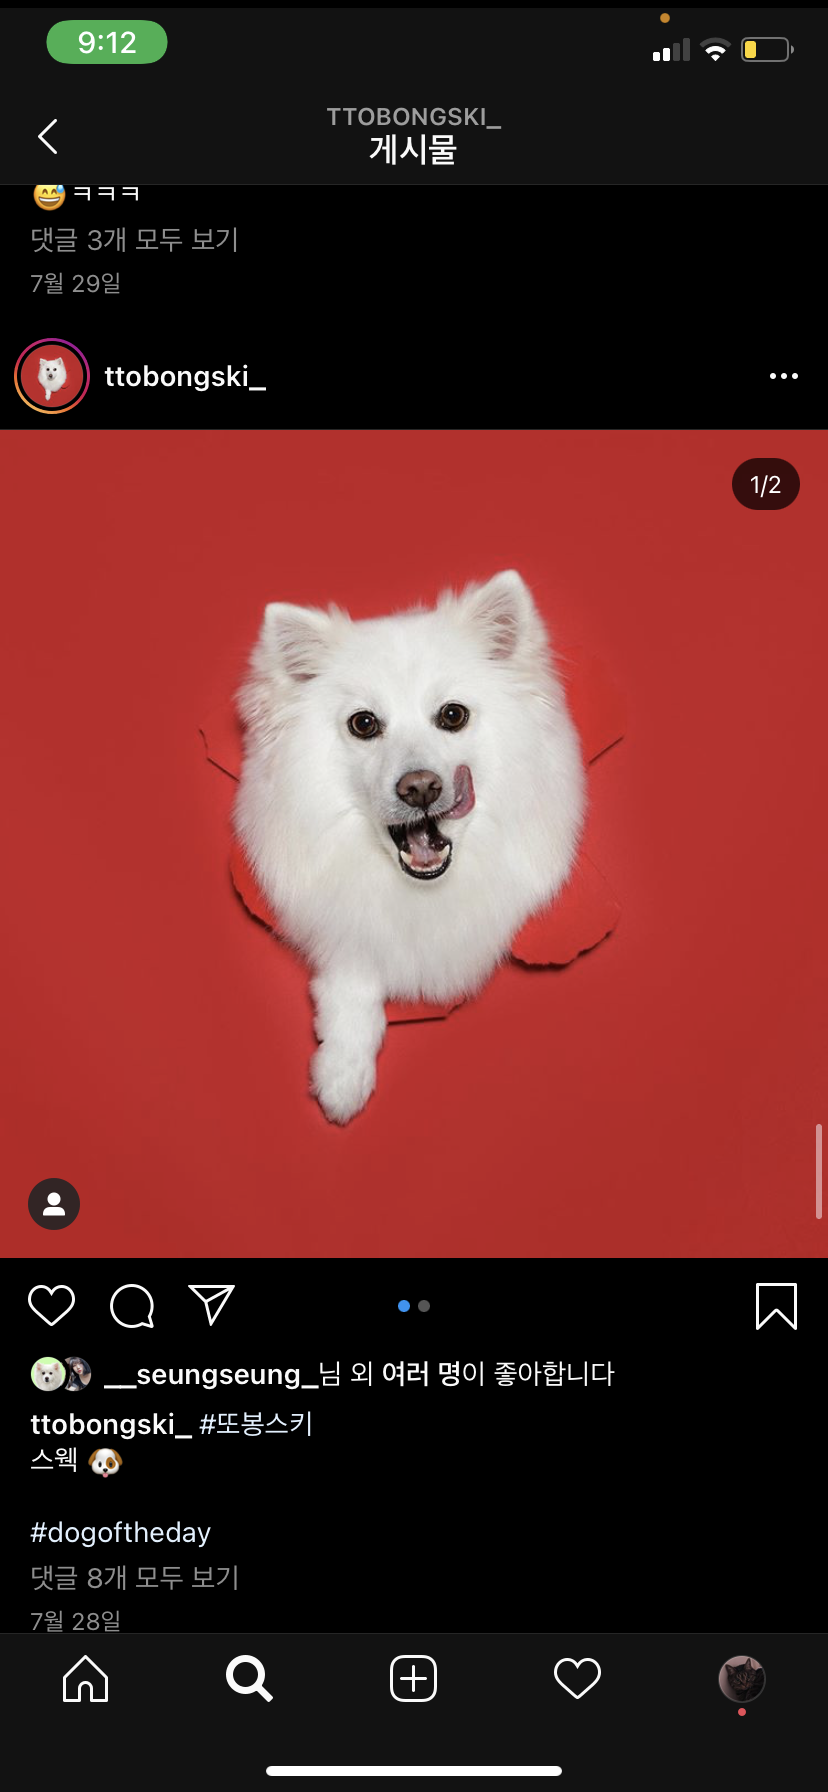 9:12
TTOBONGSKI_
게시물
😅 ㅋㅋㅋ
댓글 3개 모두 보기
7월 29일
ttobongski_
1/2
__seungseung_님 외 여러 명이 좋아합니다
ttobongski_ #또봉스키
스웩 🐶
#dogoftheday
댓글 8개 모두 보기
7월 28일